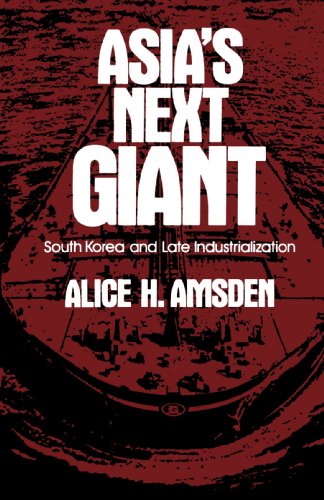 ASIA'S
NEXT
GIANT
South Korea and Late Industrialization
ALICE H. AMSDEN